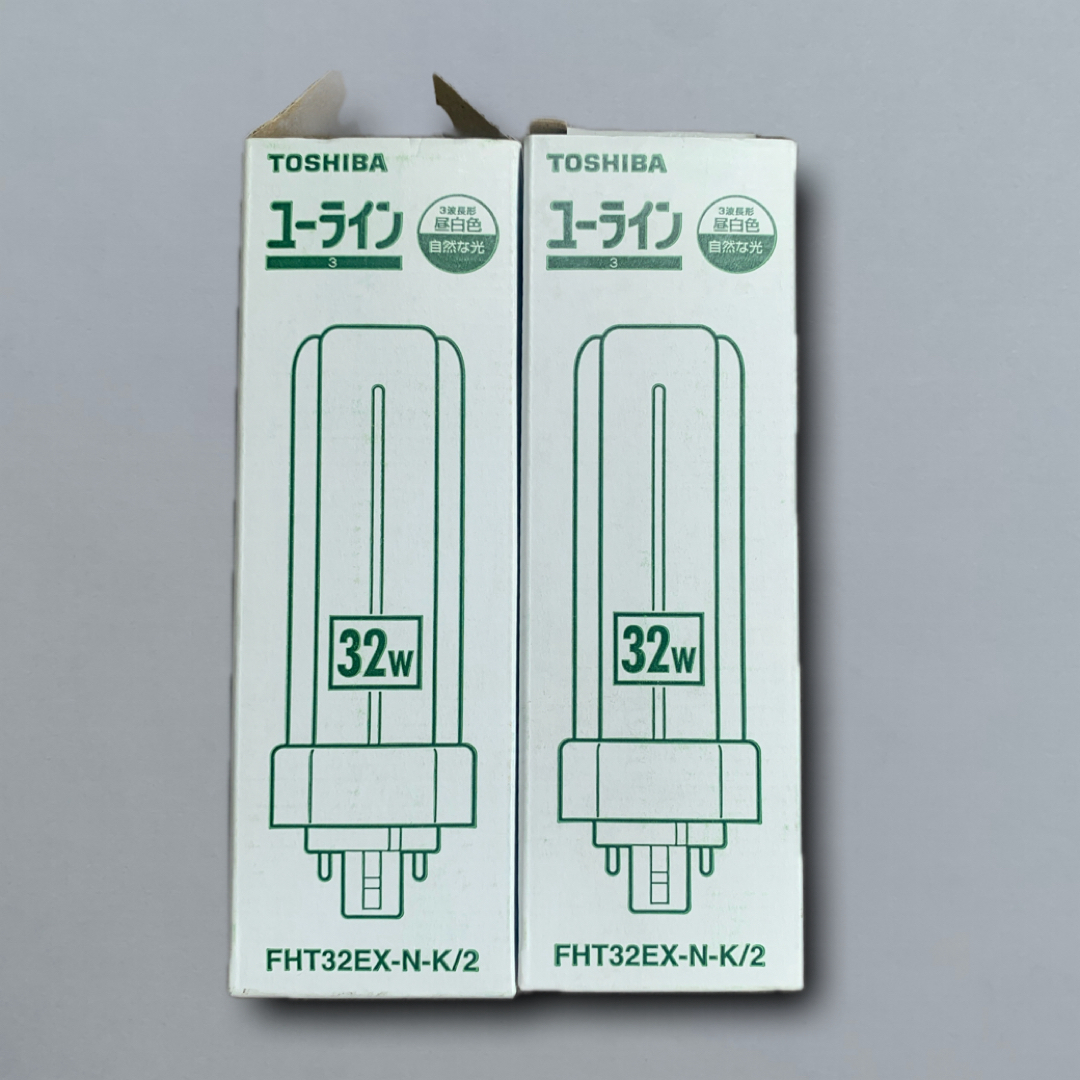 TOSHIBA
ユーライン
3
3波長形
昼白色
自然な光
32W
FHT32EX-N-K/2
TOSHIBA
ユーライン
3
3波長形
昼白色
自然な光
32W
FHT32EX-N-K/2